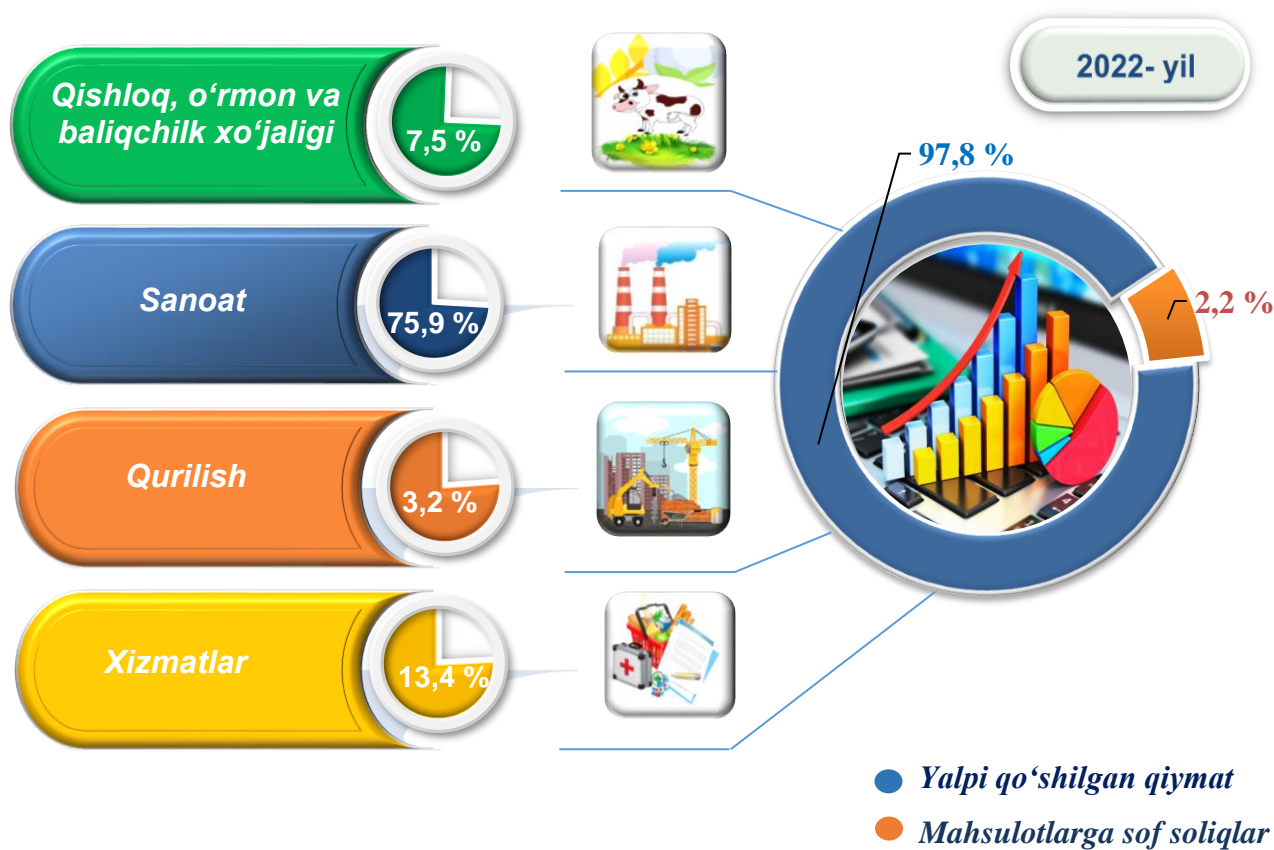 2022- yil
Qishloq, o‘rmon va
baliqchilk xo‘jaligi
7,5 %
97,8 %
Sanoat
75,9 %
2,2 %
Qurilish
3,2 %
Xizmatlar
13,4 %
Yalpi qo‘shilgan qiymat
Mahsulotlarga sof soliqlar